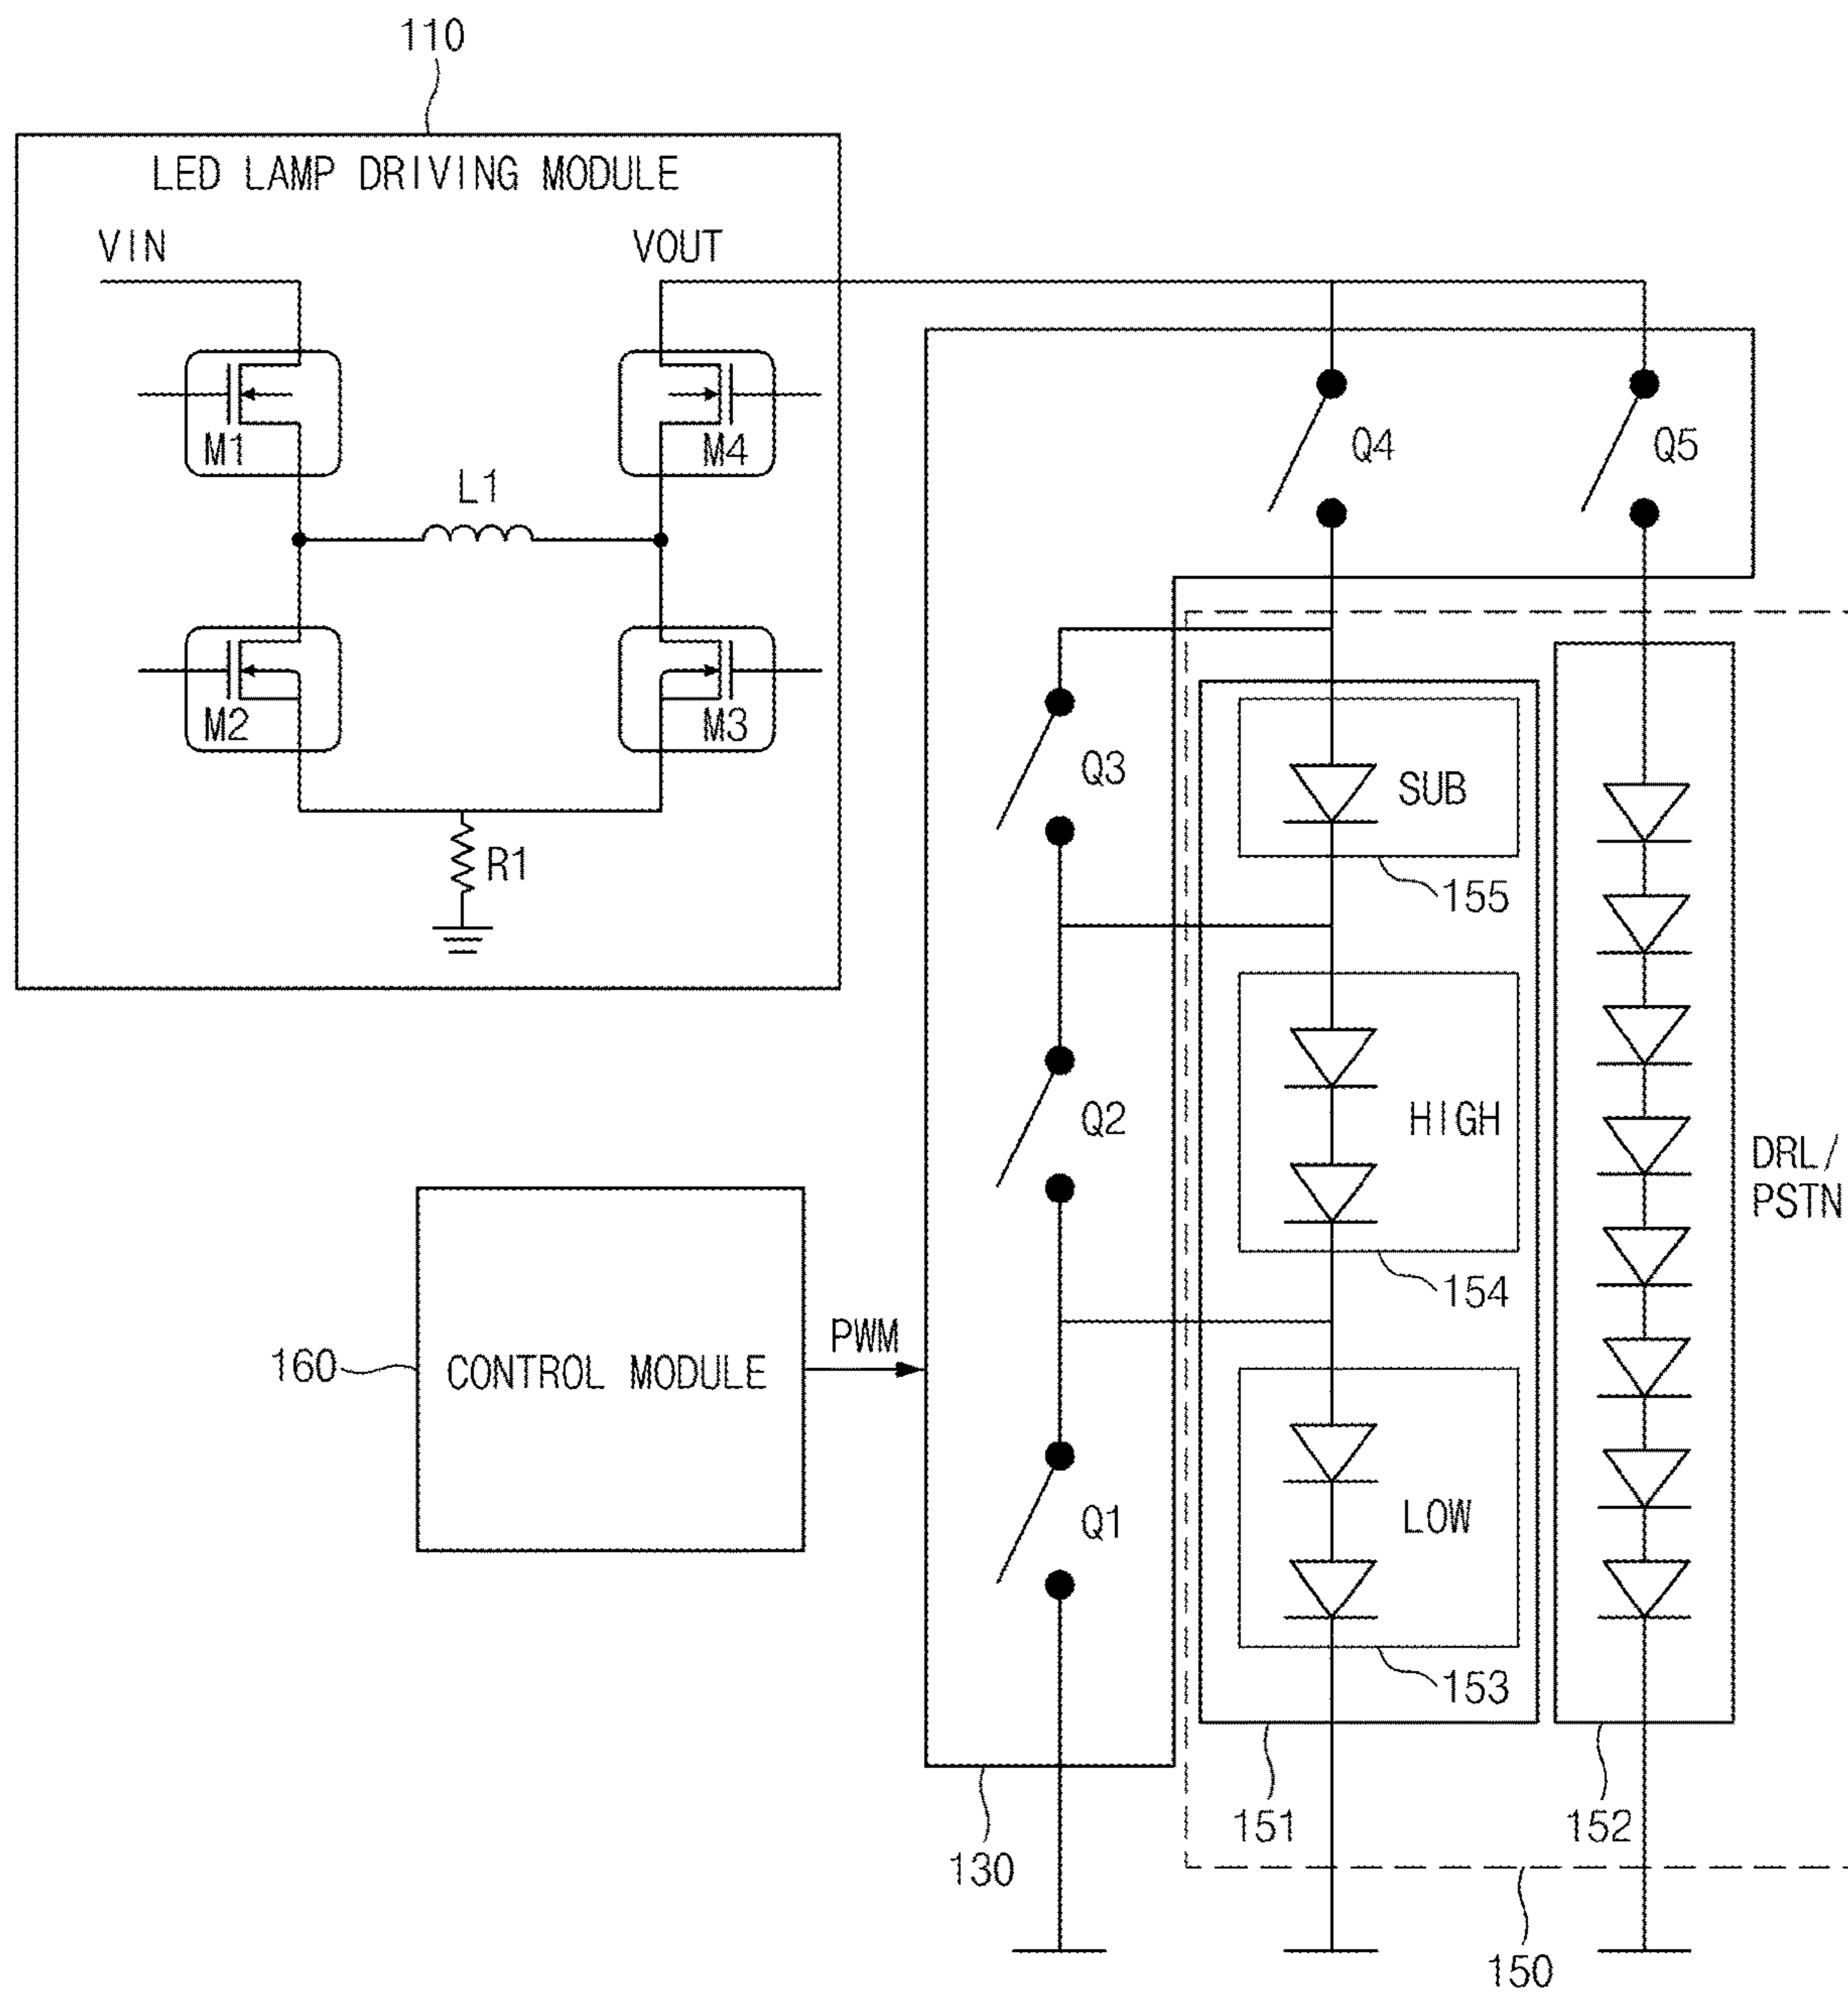 110
LED LAMP DRIVING MODULE
VIN
VOUT
M1
M4
L1
M2
M3
R1
Q4
Q5
Q3
SUB
155
Q2
HIGH
154
DRL/
PSTN
160
CONTROL MODULE
PWM
Q1
LOW
153
151
152
130
150